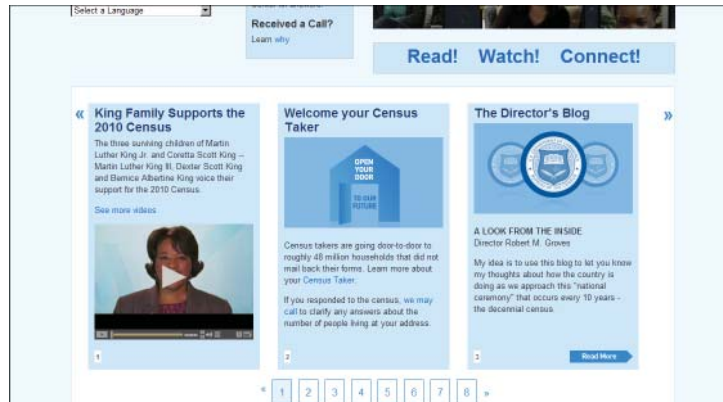 Select a Language
Received a Call?
Learn why
Read! Watch! Connect!
«
King Family Supports the
2010 Census
The three surviving children of Martin
Luther King Jr. and Coretta Scott King –
Martin Luther King III, Dexter Scott King
and Bernice Albertine King voice their
support for the 2010 Census.
See more videos
1
Welcome your Census
Taker
OPEN
YOUR
DOOR
TO OUR
FUTURE
Census takers are going door-to-door to
roughly 48 million households that did not
mail back their forms. Learn more about
your Census Taker.
If you responded to the census, we may
call to clarify any answers about the
number of people living at your address.
2
The Director's Blog
A LOOK FROM THE INSIDE
Director Robert M. Groves
My idea is to use this blog to let you know
my thoughts about how the country is
doing as we approach this "national
ceremony" that occurs every 10 years -
the decennial census.
3
Read More
»
« 1 2 3 4 5 6 7 8 »